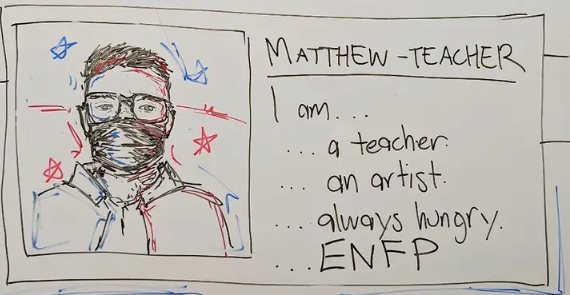 MATTHEW - TEACHER
I am...
... a teacher.
... an artist.
... always hungry.
... ENFP